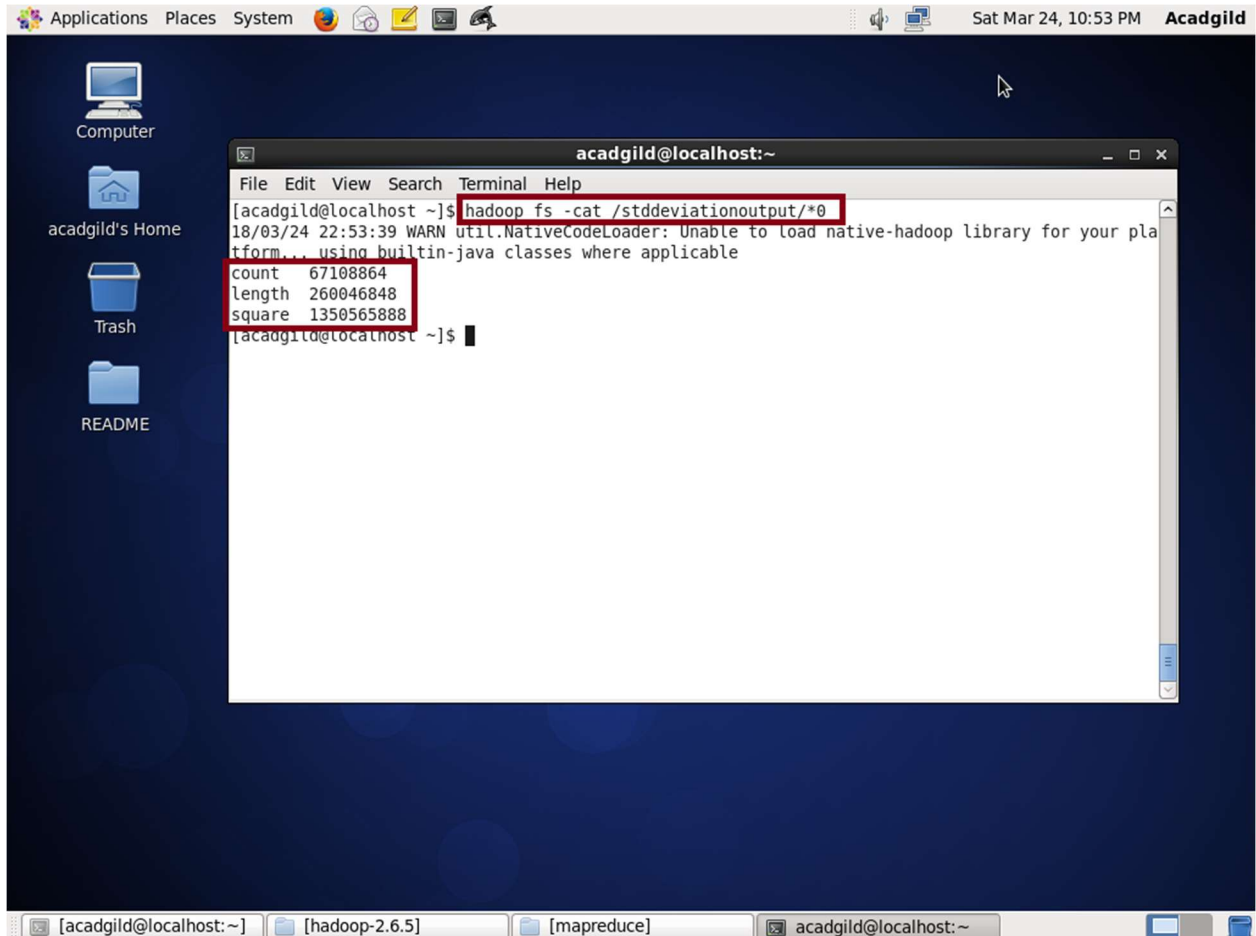 Applications Places System Sat Mar 24, 10:53 PM Acadgild
Computer
acadgild's Home
Trash
README
acadgild@localhost:~
File Edit View Search Terminal Help
[acadgild@localhost ~]$ hadoop fs -cat /stddeviationoutput/*0
18/03/24 22:53:39 WARN util.NativeCodeLoader: Unable to load native-hadoop library for your pla
tform... using builtin-java classes where applicable
count 67108864
length 260046848
square 1350565888
[acadgild@localhost ~]$
[acadgild@localhost:~] [hadoop-2.6.5] [mapreduce] acadgild@localhost:~